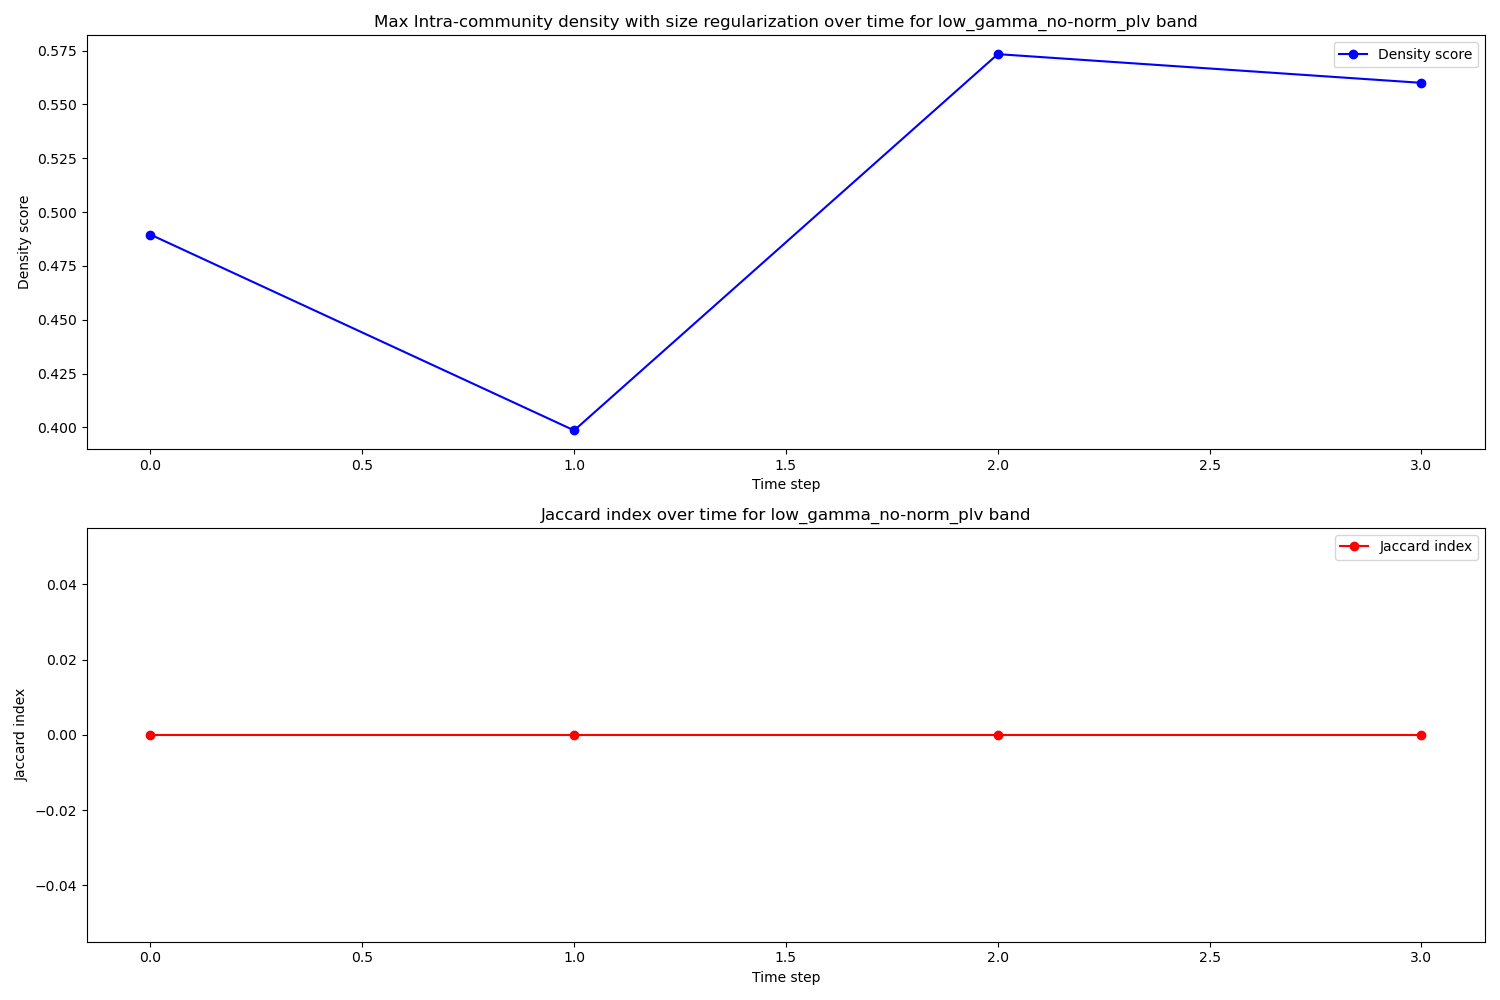 Max Intra-community density with size regularization over time for low_gamma_no-norm_plv band
Density score
0.575
0.550
0.525
0.500
0.475
0.450
0.425
0.400
Density score
0.0 0.5 1.0 1.5 2.0 2.5 3.0
Time step
Jaccard index over time for low_gamma_no-norm_plv band
Jaccard index
0.04
0.02
0.00
−0.02
−0.04
Jaccard index
0.0 0.5 1.0 1.5 2.0 2.5 3.0
Time step